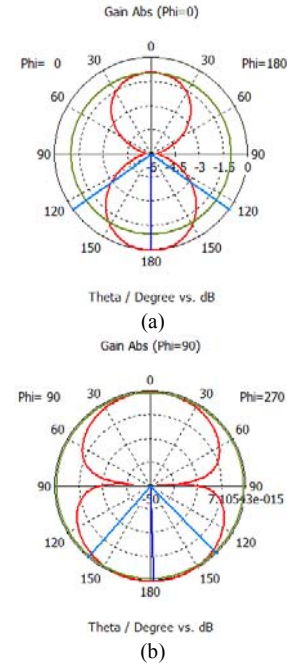 Gain Abs (Phi=0)
0
Phi= 0 30 30 Phi=180
60 60
90 -6 -4.5 -3 -1.5 0 90
120 120
150 150
180
Theta / Degree vs. dB
(a)
Gain Abs (Phi=90)
0
Phi= 90 30 30 Phi=270
60 60
90 -50 7.10543e-015 90
120 120
150 150
180
Theta / Degree vs. dB
(b)